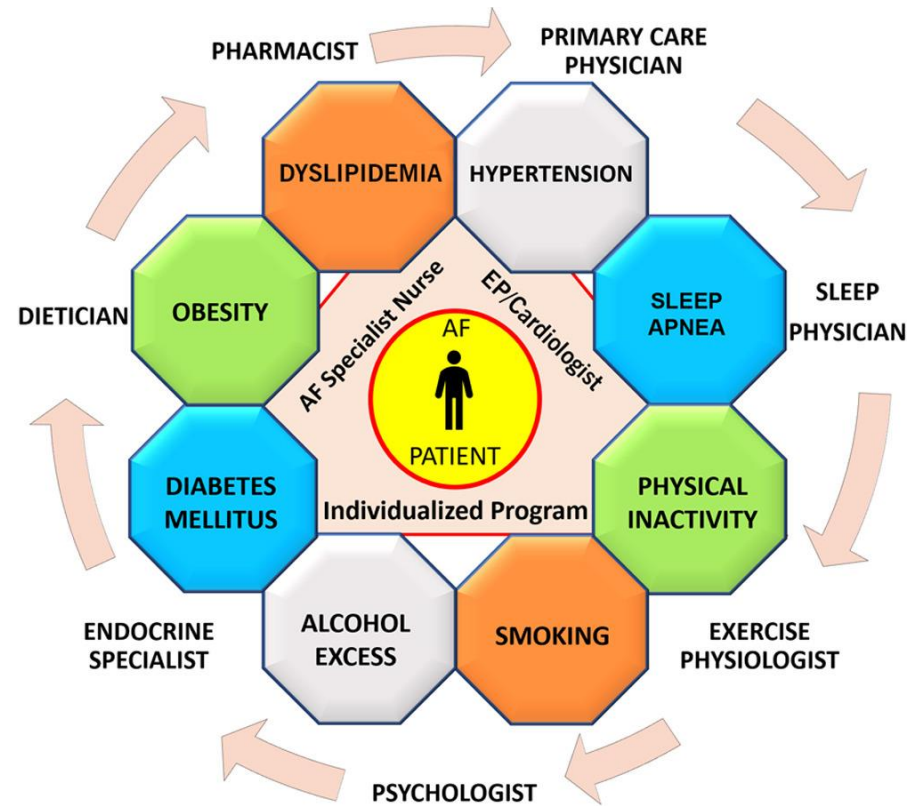 PHARMACIST
PRIMARY CARE
PHYSICIAN
DYSLIPIDEMIA
HYPERTENSION
OBESITY
SLEEP
APNEA
DIETICIAN
SLEEP
PHYSICIAN
AF Specialist Nurse
EP/Cardiologist
AF
PATIENT
Individualized Program
DIABETES
MELLITUS
PHYSICAL
INACTIVITY
ALCOHOL
EXCESS
SMOKING
ENDOCRINE
SPECIALIST
EXERCISE
PHYSIOLOGIST
PSYCHOLOGIST